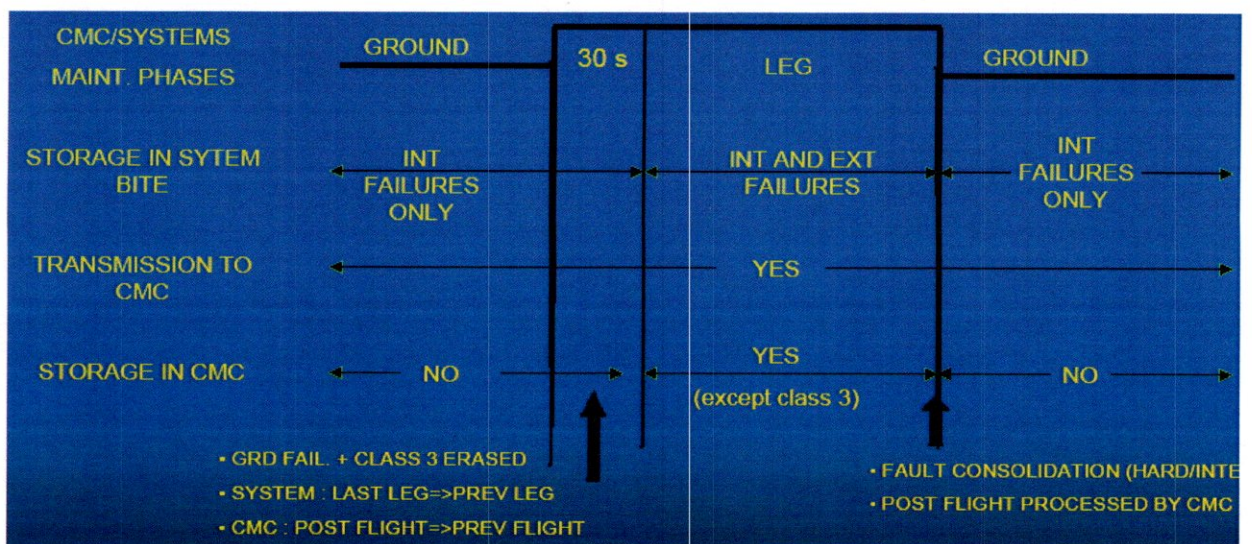 CMC/SYSTEMS
MAINT. PHASES
GROUND
30 s
LEG
GROUND
STORAGE IN SYTEM
BITE
INT
FAILURES
ONLY
INT AND EXT
FAILURES
INT
FAILURES
ONLY
TRANSMISSION TO
CMC
YES
STORAGE IN CMC
NO
YES
(except class 3)
NO
• GRD FAIL. + CLASS 3 ERASED
• SYSTEM : LAST LEG=>PREV LEG
• CMC : POST FLIGHT=>PREV FLIGHT
• FAULT CONSOLIDATION (HARD/INTE
• POST FLIGHT PROCESSED BY CMC